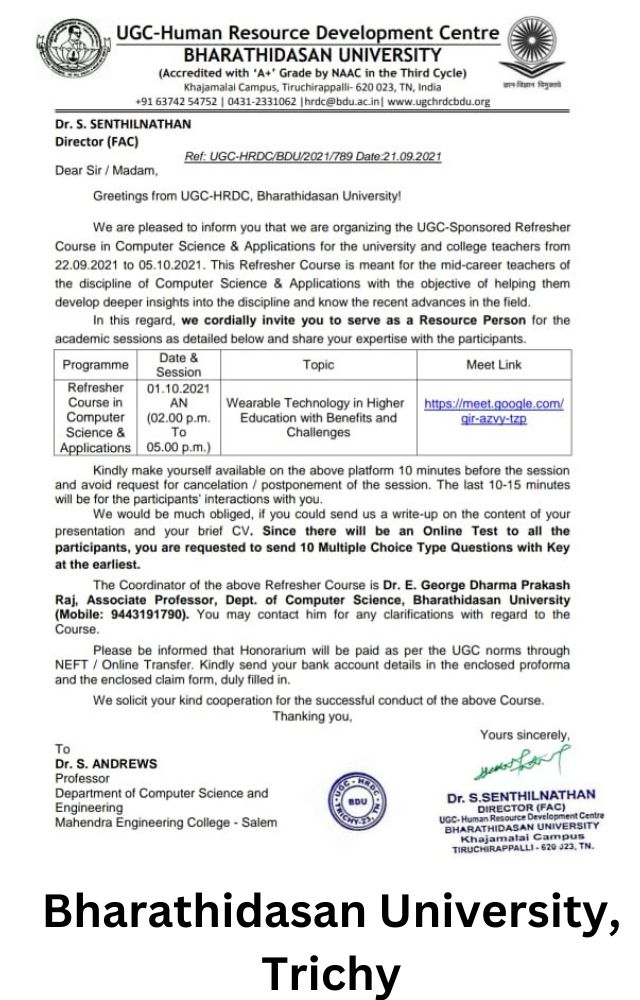 UGC-Human Resource Development Centre
BHARATHIDASAN UNIVERSITY
(Accredited with 'A+' Grade by NAAC in the Third Cycle)
Khajamalai Campus, Tiruchirappalli- 620 023, TN, India
+91 63742 54752 | 0431-2331062 |hrdc@bdu.ac.in| www.ugchrdcbdu.org
ज्ञान-विज्ञान विमुक्तये
Dr. S. SENTHILNATHAN
Director (FAC)
Ref: UGC-HRDC/BDU/2021/789 Date:21.09.2021
Dear Sir / Madam,
Greetings from UGC-HRDC, Bharathidasan University!
We are pleased to inform you that we are organizing the UGC-Sponsored Refresher
Course in Computer Science & Applications for the university and college teachers from
22.09.2021 to 05.10.2021. This Refresher Course is meant for the mid-career teachers of
the discipline of Computer Science & Applications with the objective of helping them
develop deeper insights into the discipline and know the recent advances in the field.
In this regard, we cordially invite you to serve as a Resource Person for the
academic sessions as detailed below and share your expertise with the participants.
Programme
Date &
Session
Topic
Meet Link
Refresher
Course in
Computer
Science &
Applications
01.10.2021
AN
(02.00 p.m.
To
05.00 p.m.)
Wearable Technology in Higher
Education with Benefits and
Challenges
https://meet.google.com/
qir-azvy-tzp
Kindly make yourself available on the above platform 10 minutes before the session
and avoid request for cancelation / postponement of the session. The last 10-15 minutes
will be for the participants' interactions with you.
We would be much obliged, if you could send us a write-up on the content of your
presentation and your brief CV. Since there will be an Online Test to all the
participants, you are requested to send 10 Multiple Choice Type Questions with Key
at the earliest.
The Coordinator of the above Refresher Course is Dr. E. George Dharma Prakash
Raj, Associate Professor, Dept. of Computer Science, Bharathidasan University
(Mobile: 9443191790). You may contact him for any clarifications with regard to the
Course.
Please be informed that Honorarium will be paid as per the UGC norms through
NEFT / Online Transfer. Kindly send your bank account details in the enclosed proforma
and the enclosed claim form, duly filled in.
We solicit your kind cooperation for the successful conduct of the above Course.
Thanking you,
Yours sincerely,
To
Dr. S. ANDREWS
Professor
Department of Computer Science and
Engineering
Mahendra Engineering College - Salem
UGC - HRDC
BDU
TRICHY-23, TN.
Dr. S.SENTHILNATHAN
DIRECTOR (FAC)
UGC- Human Resource Development Centre
BHARATHIDASAN UNIVERSITY
Khajamalai Campus
TIRUCHIRAPPALLI - 620 023, TN.
Bharathidasan University,
Trichy